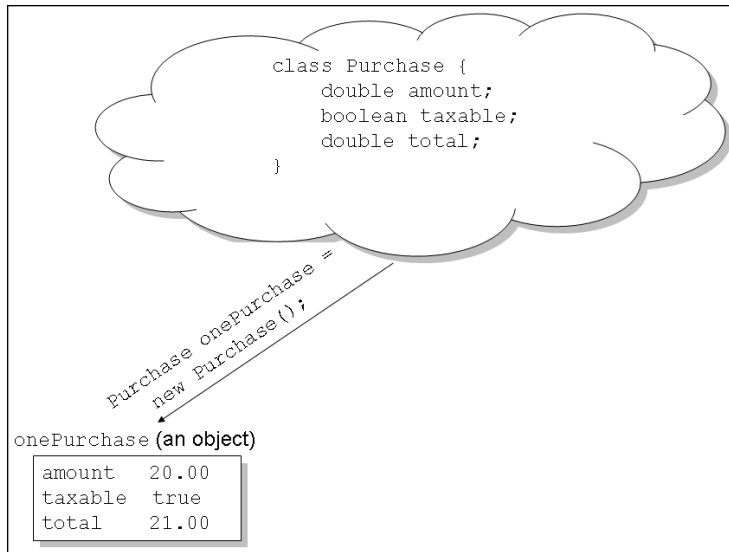 class Purchase {
    double amount;
    boolean taxable;
    double total;
}
Purchase onePurchase =
new Purchase();
onePurchase (an object)
amount   20.00
taxable  true
total    21.00